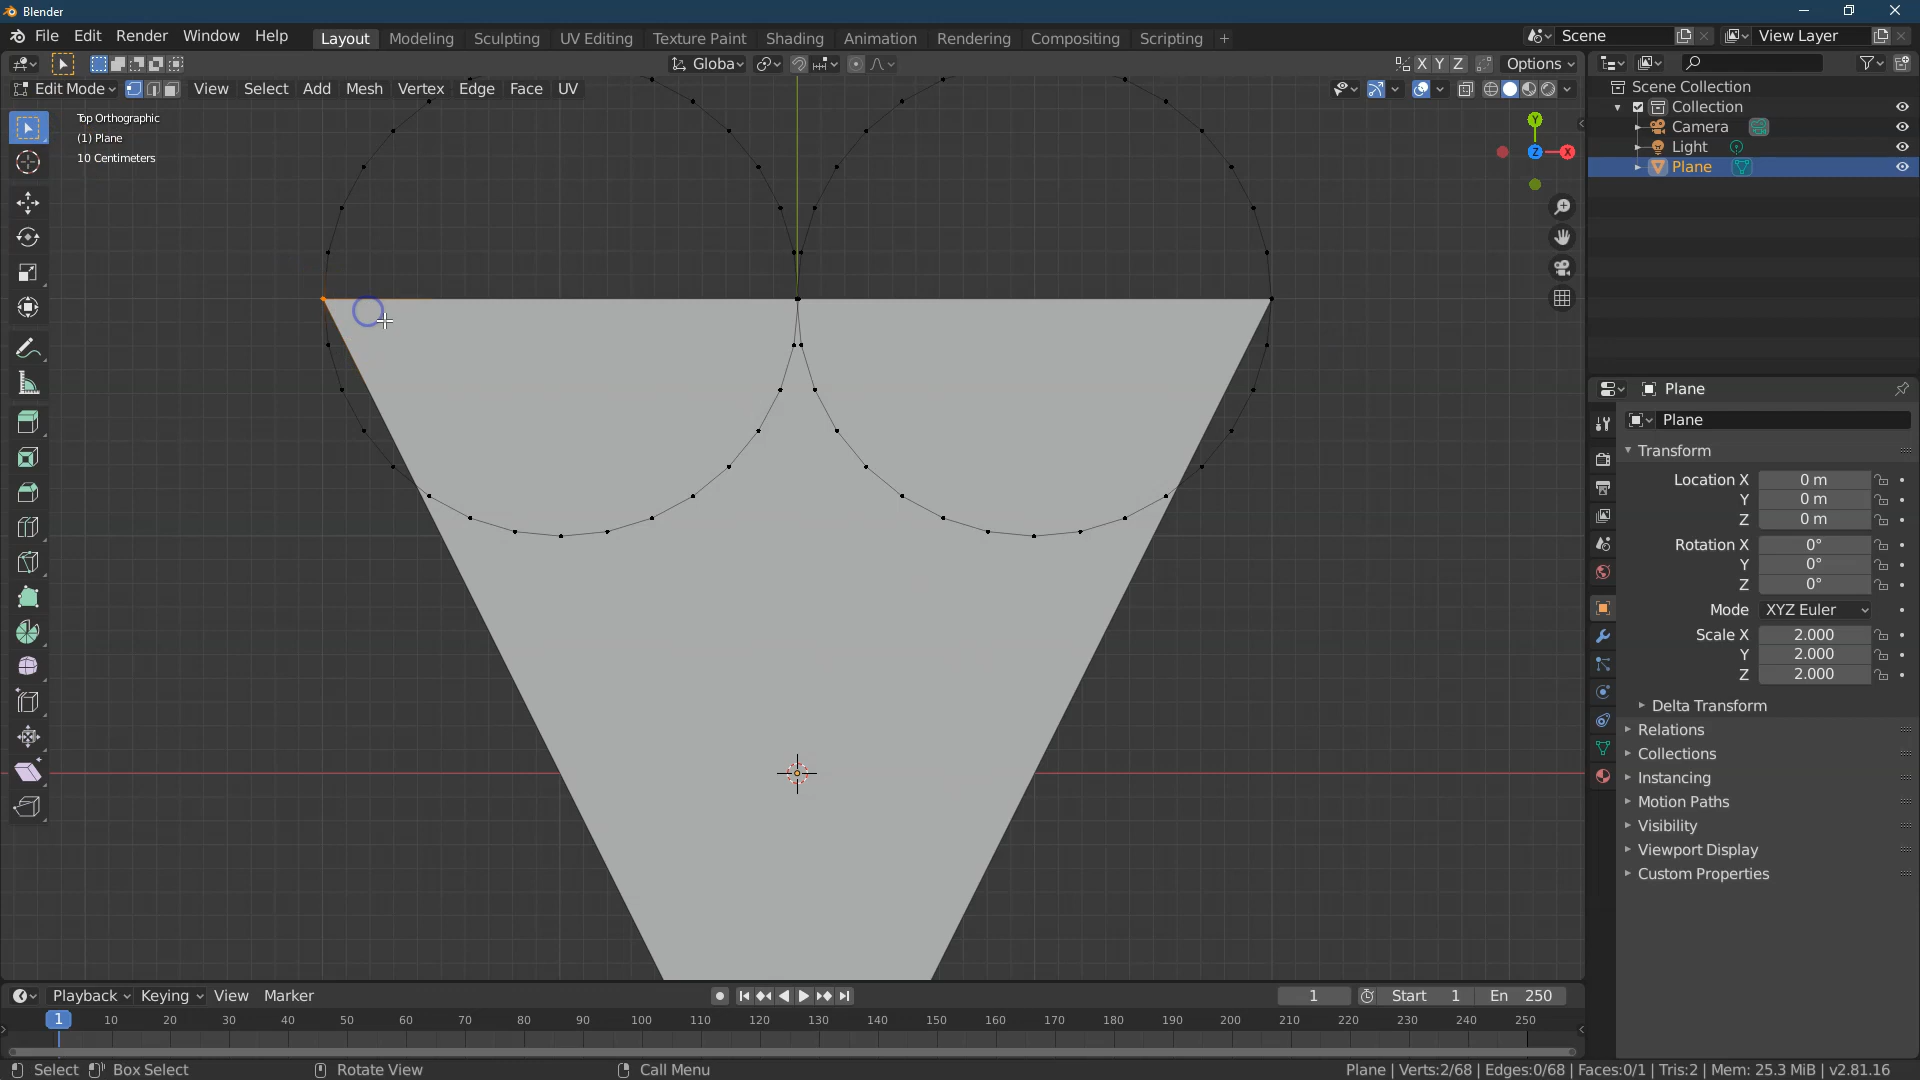 Blender
File Edit Render Window Help Layout Modeling Sculpting UV Editing Texture Paint Shading Animation Rendering Compositing Scripting + Scene View Layer
Globa X Y Z Options
Edit Mode View Select Add Mesh Vertex Edge Face UV
Top Orthographic
(1) Plane
10 Centimeters
Y
Z X
Scene Collection
Collection
Camera
Light
Plane
Plane
Plane
Transform
Location X 0 m
Y 0 m
Z 0 m
Rotation X 0°
Y 0°
Z 0°
Mode XYZ Euler
Scale X 2.000
Y 2.000
Z 2.000
Delta Transform
Relations
Collections
Instancing
Motion Paths
Visibility
Viewport Display
Custom Properties
Playback Keying View Marker 1 Start 1 En 250
1 10 20 30 40 50 60 70 80 90 100 110 120 130 140 150 160 170 180 190 200 210 220 230 240 250
Select Box Select Rotate View Call Menu Plane | Verts:2/68 | Edges:0/68 | Faces:0/1 | Tris:2 | Mem: 25.3 MiB | v2.81.16